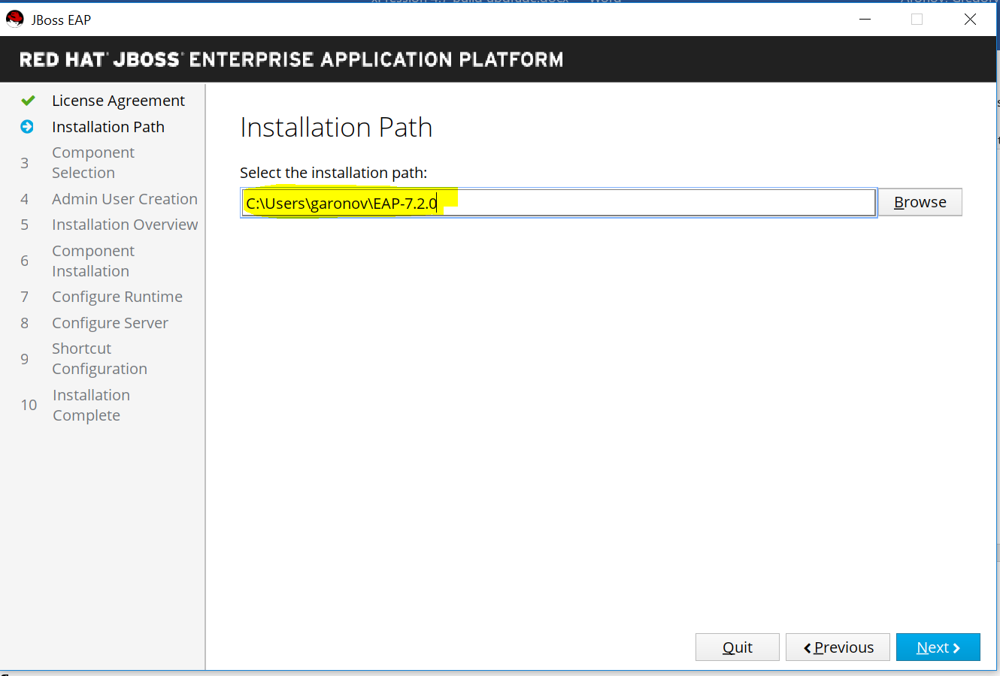 JBoss EAP
RED HAT JBOSS ENTERPRISE APPLICATION PLATFORM
License Agreement
Installation Path
3 Component
Selection
4 Admin User Creation
5 Installation Overview
6 Component
Installation
7 Configure Runtime
8 Configure Server
9 Shortcut
Configuration
10 Installation
Complete
Installation Path
Select the installation path:
C:\Users\garonov\EAP-7.2.0
Browse
Quit
Previous
Next